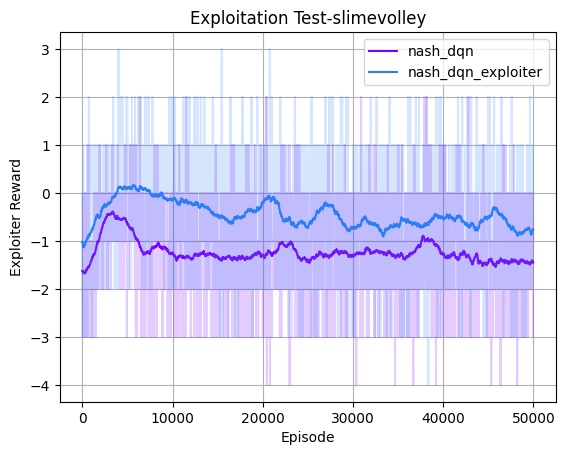 Exploitation Test-slimevolley
nash_dqn
nash_dqn_exploiter
Exploiter Reward
3
2
1
0
−1
−2
−3
−4
0 10000 20000 30000 40000 50000
Episode